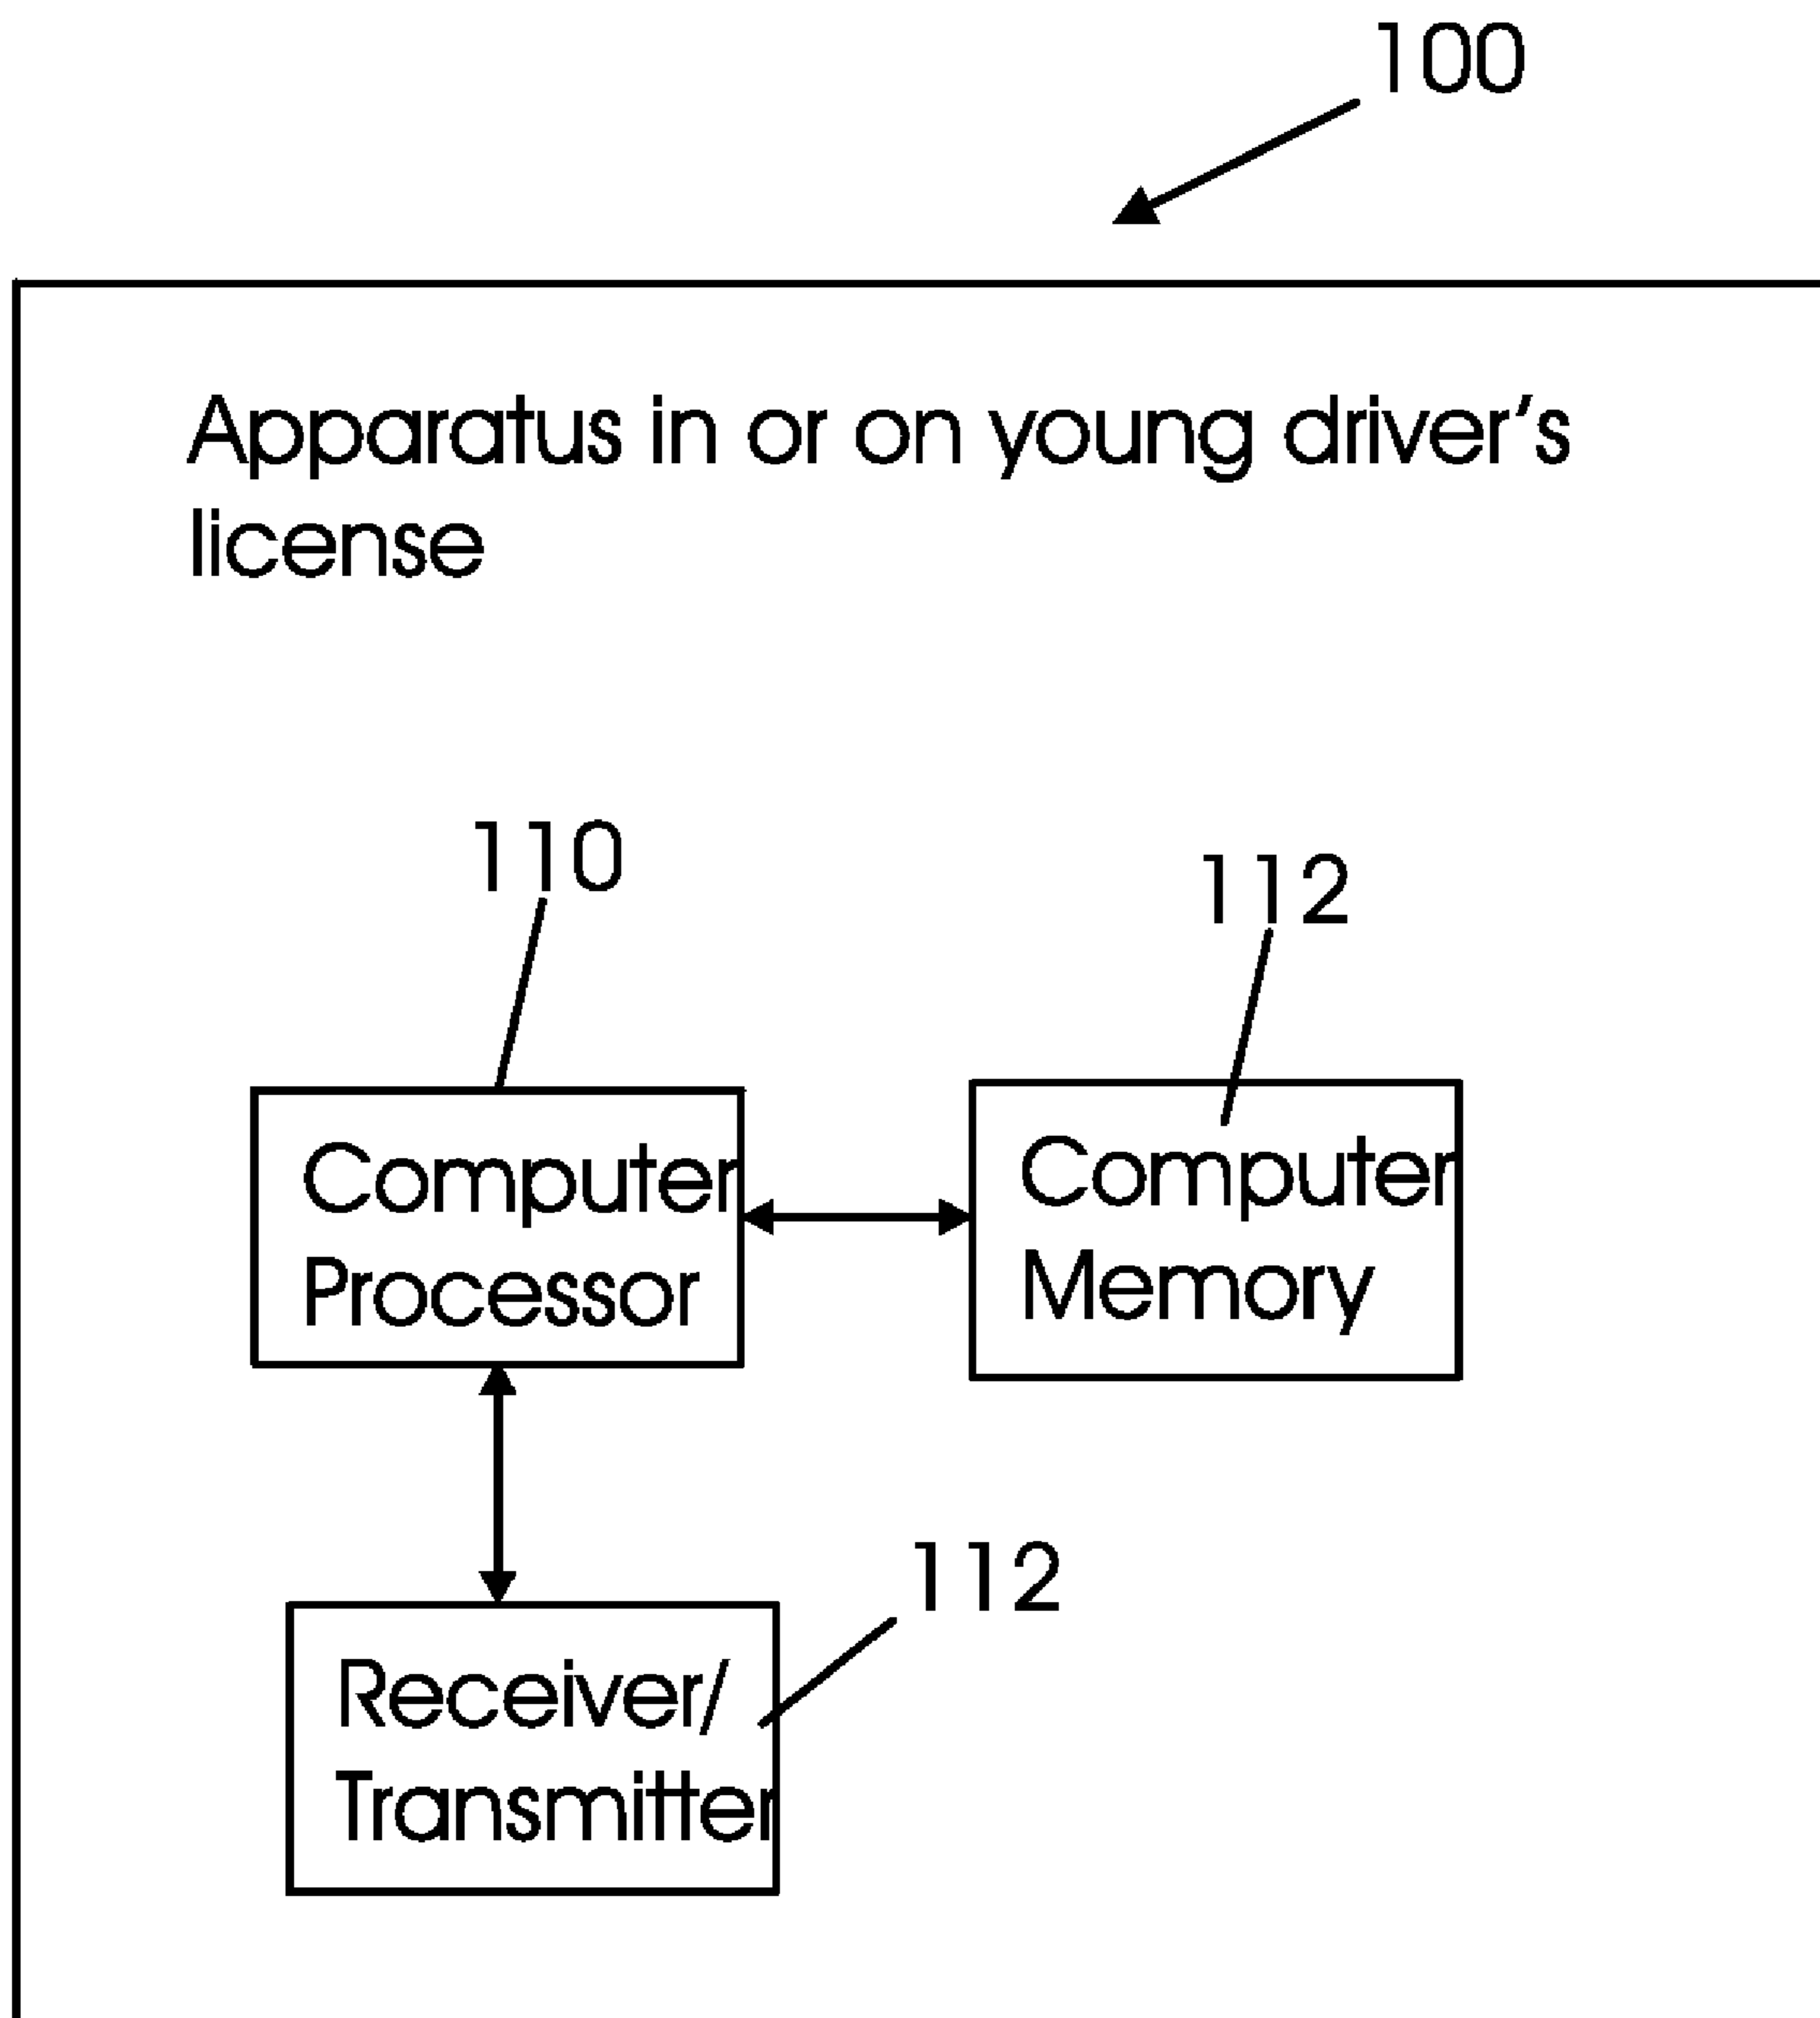 100
Apparatus in or on young driver's
license
110
112
Computer
Processor
Computer
Memory
112
Receiver/
Transmitter